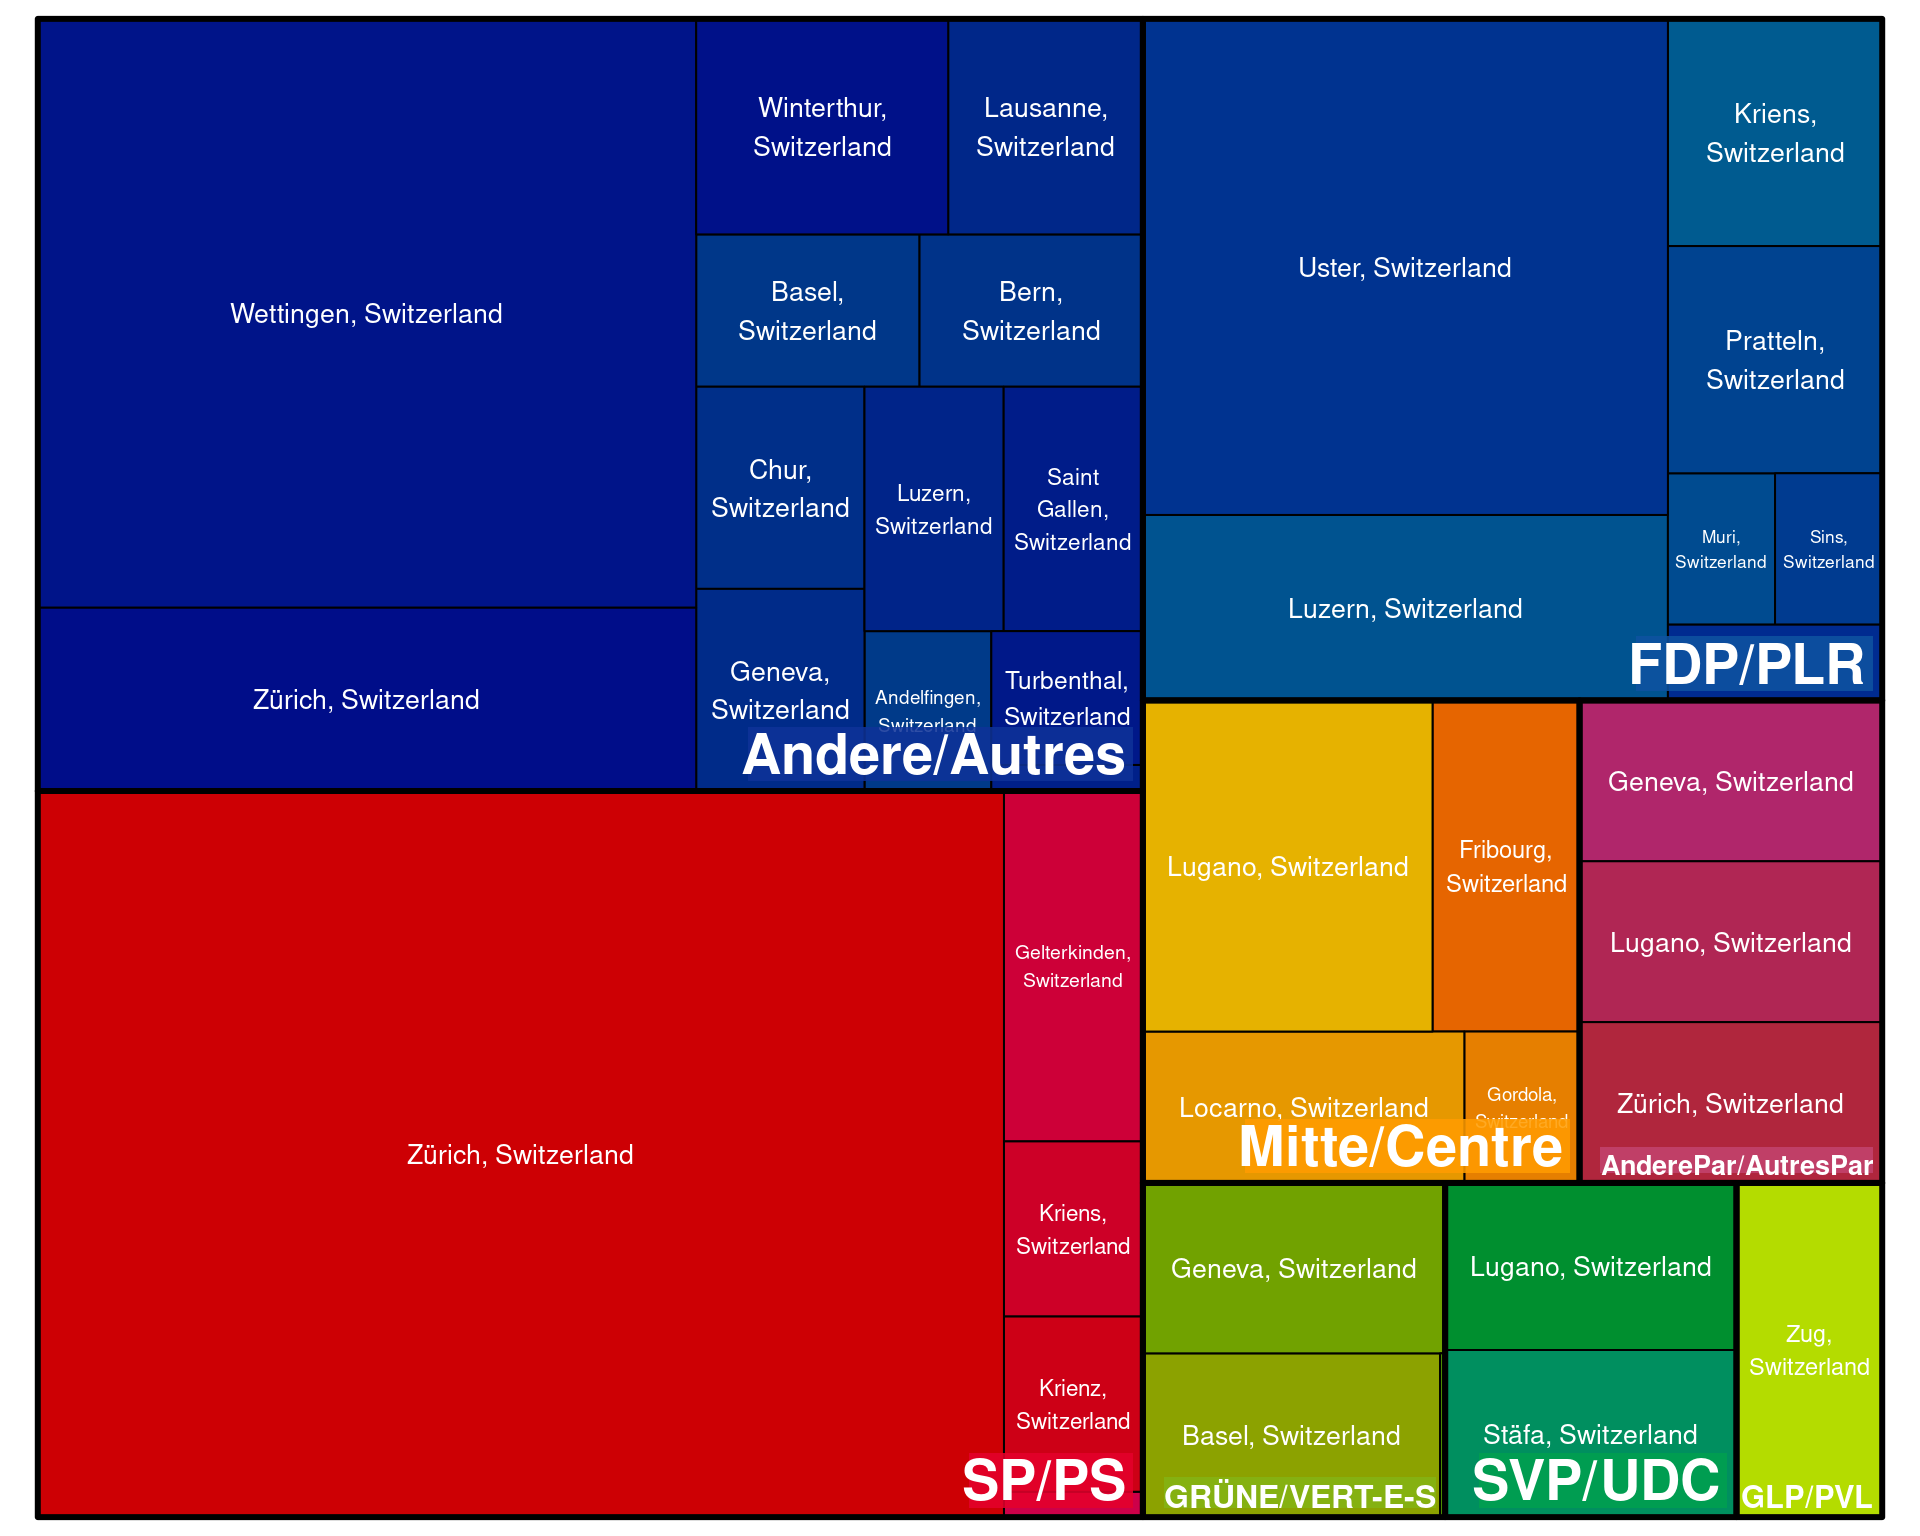 Wettingen, Switzerland
Zürich, Switzerland
Winterthur,
Switzerland
Lausanne,
Switzerland
Basel,
Switzerland
Bern,
Switzerland
Chur,
Switzerland
Luzern,
Switzerland
Saint
Gallen,
Switzerland
Geneva,
Switzerland
Andelfingen,
Switzerland
Turbenthal,
Switzerland
Andere/Autres
Uster, Switzerland
Luzern, Switzerland
Kriens,
Switzerland
Pratteln,
Switzerland
Muri,
Switzerland
Sins,
Switzerland
FDP/PLR
Zürich, Switzerland
Gelterkinden,
Switzerland
Kriens,
Switzerland
Krienz,
Switzerland
SP/PS
Lugano, Switzerland
Fribourg,
Switzerland
Locarno, Switzerland
Gordola,
Switzerland
Mitte/Centre
Geneva, Switzerland
Lugano, Switzerland
Zürich, Switzerland
AnderePar/AutresPar
Geneva, Switzerland
Basel, Switzerland
GRÜNE/VERT-E-S
Lugano, Switzerland
Stäfa, Switzerland
SVP/UDC
Zug,
Switzerland
GLP/PVL